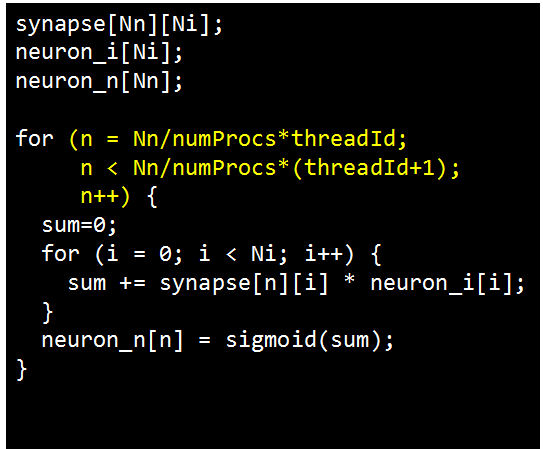 synapse[Nn][Ni];
neuron_i[Ni];
neuron_n[Nn];
for (n = Nn/numProcs*threadId;
n < Nn/numProcs*(threadId+1);
n++) {
sum=0;
for (i = 0; i < Ni; i++) {
sum += synapse[n][i] * neuron_i[i];
}
neuron_n[n] = sigmoid(sum);
}